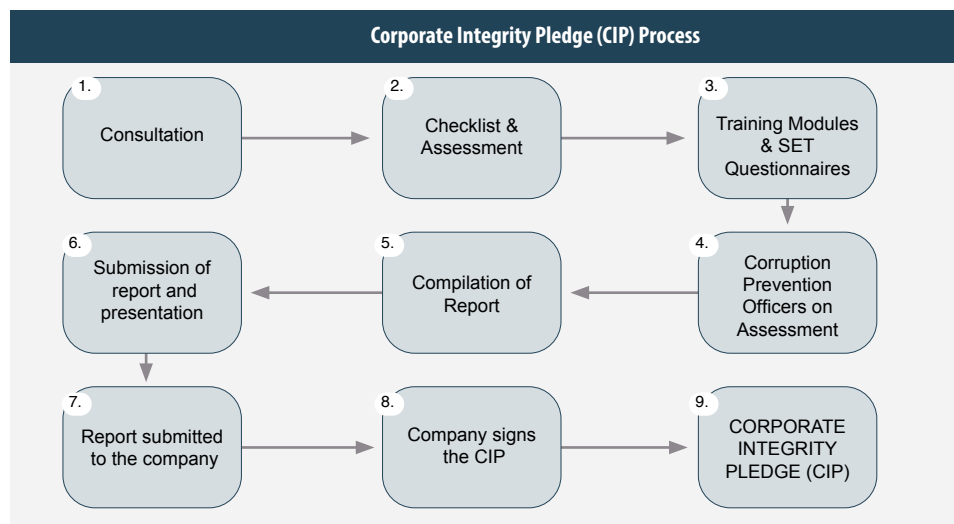 Corporate Integrity Pledge (CIP) Process
1.
Consultation
2.
Checklist &
Assessment
3.
Training Modules
& SET
Questionnaires
4.
Corruption
Prevention
Officers on
Assessment
5.
Compilation of
Report
6.
Submission of
report and
presentation
7.
Report submitted
to the company
8.
Company signs
the CIP
9.
CORPORATE
INTEGRITY
PLEDGE (CIP)